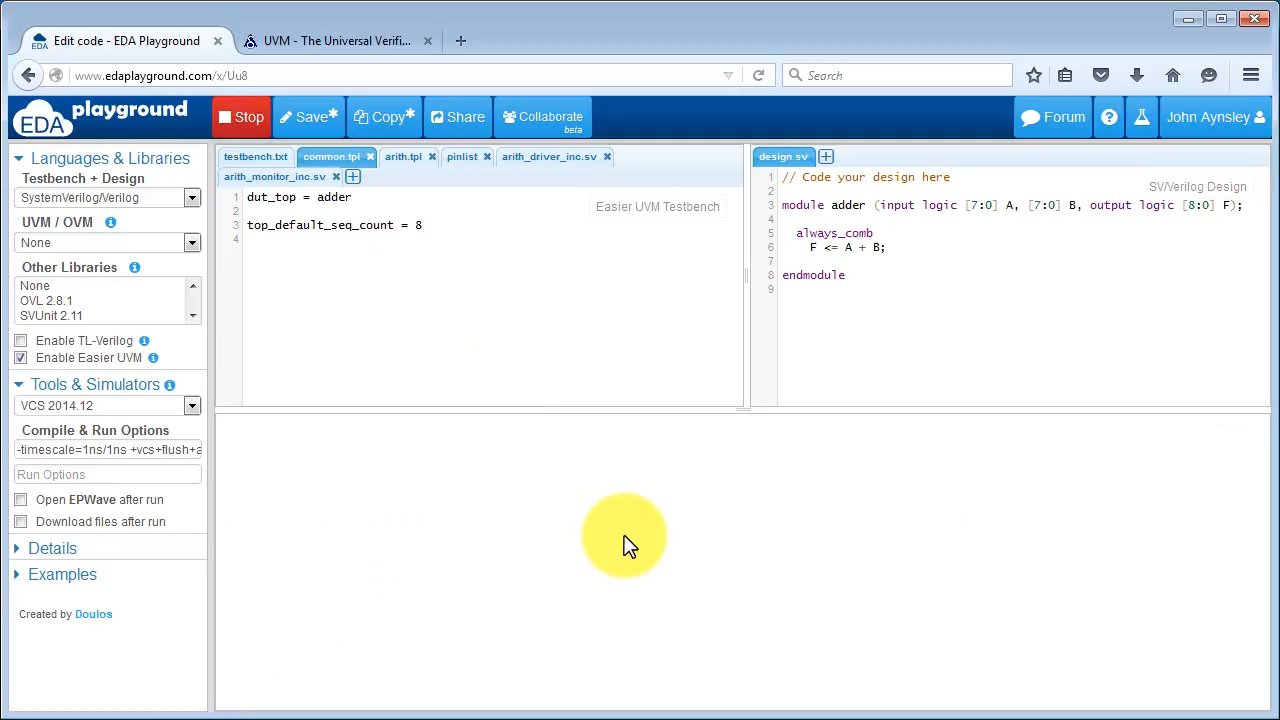 Edit code - EDA Playground
UVM - The Universal Verifi...
www.edaplayground.com/x/Uu8
Search
EDA playground
Stop
Save*
Copy*
Share
Collaborate
beta
Forum
John Aynsley
Languages & Libraries
Testbench + Design
SystemVerilog/Verilog
UVM / OVM
None
Other Libraries
None
OVL 2.8.1
SVUnit 2.11
Enable TL-Verilog
Enable Easier UVM
Tools & Simulators
VCS 2014.12
Compile & Run Options
-timescale=1ns/1ns +vcs+flush+a
Run Options
Open EPWave after run
Download files after run
Details
Examples
Created by Doulos
testbench.txt
common.tpl
arith.tpl
pinlist
arith_driver_inc.sv
arith_monitor_inc.sv
1 dut_top = adder
2
3 top_default_seq_count = 8
4
Easier UVM Testbench
design.sv
1 // Code your design here
2
3 module adder (input logic [7:0] A, [7:0] B, output logic [8:0] F);
4
5 always_comb
6 F <= A + B;
7
8 endmodule
9
SV/Verilog Design